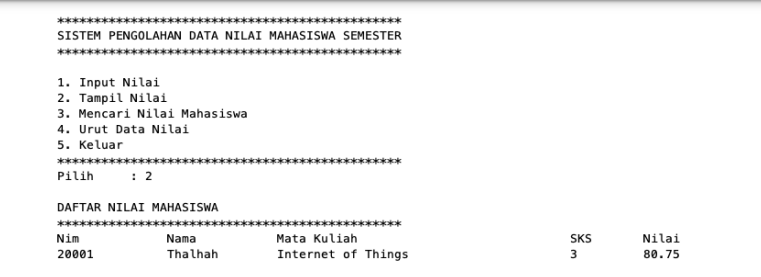 ***********************************************
SISTEM PENGOLAHAN DATA NILAI MAHASISWA SEMESTER
***********************************************
1. Input Nilai
2. Tampil Nilai
3. Mencari Nilai Mahasiswa
4. Urut Data Nilai
5. Keluar
***********************************************
Pilih     : 2
DAFTAR NILAI MAHASISWA
***********************************************
Nim            Nama           Mata Kuliah                             SKS       Nilai
20001          Thalhah        Internet of Things                      3         80.75